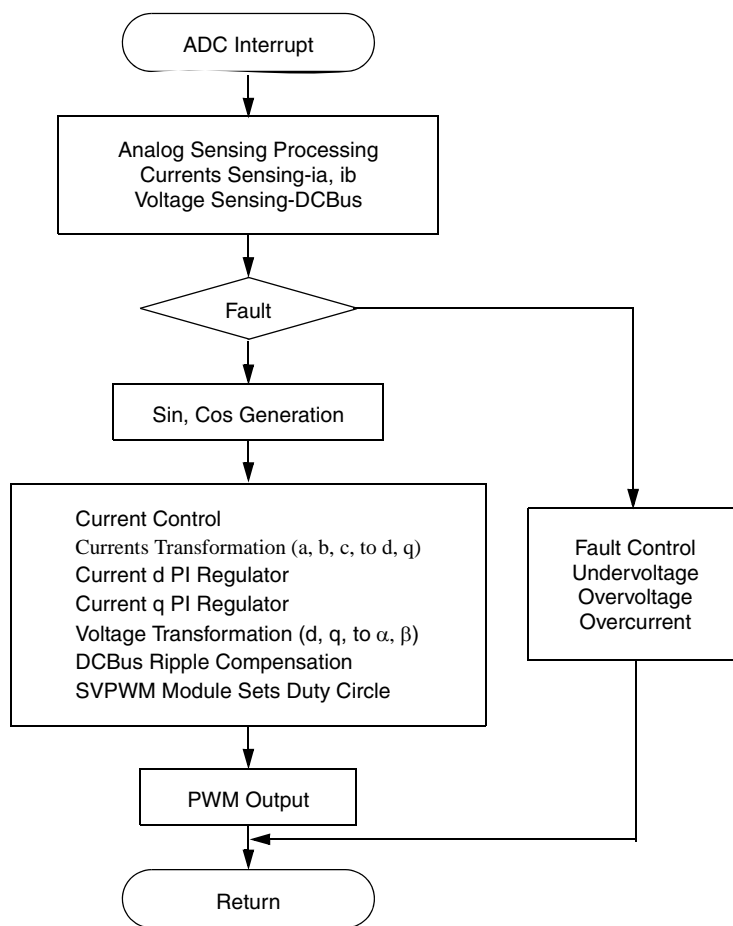 ADC Interrupt
Analog Sensing Processing
Currents Sensing-ia, ib
Voltage Sensing-DCBus
Fault
Sin, Cos Generation
Current Control
Currents Transformation (a, b, c, to d, q)
Current d PI Regulator
Current q PI Regulator
Voltage Transformation (d, q, to α, β)
DCBus Ripple Compensation
SVPWM Module Sets Duty Circle
Fault Control
Undervoltage
Overvoltage
Overcurrent
PWM Output
Return